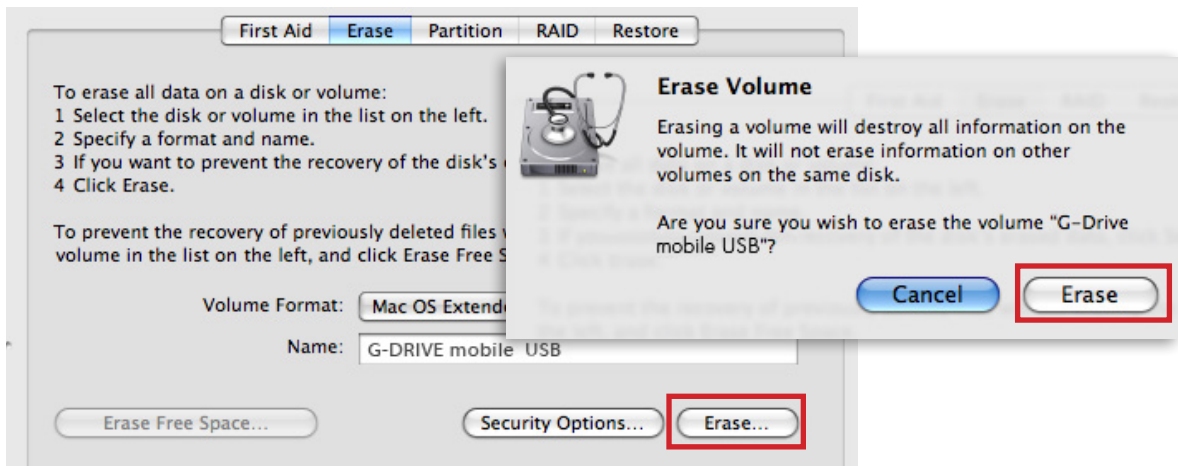 First Aid Erase Partition RAID Restore
To erase all data on a disk or volume:
1 Select the disk or volume in the list on the left.
2 Specify a format and name.
3 If you want to prevent the recovery of the disk's
4 Click Erase.
To prevent the recovery of previously deleted files
volume in the list on the left, and click Erase Free
Volume Format: Mac OS Extend
Name: G-DRIVE mobile USB
Erase Free Space... Security Options... Erase...
Erase Volume
Erasing a volume will destroy all information on the
volume. It will not erase information on other
volumes on the same disk.
Are you sure you wish to erase the volume "G-Drive
mobile USB"?
Cancel Erase